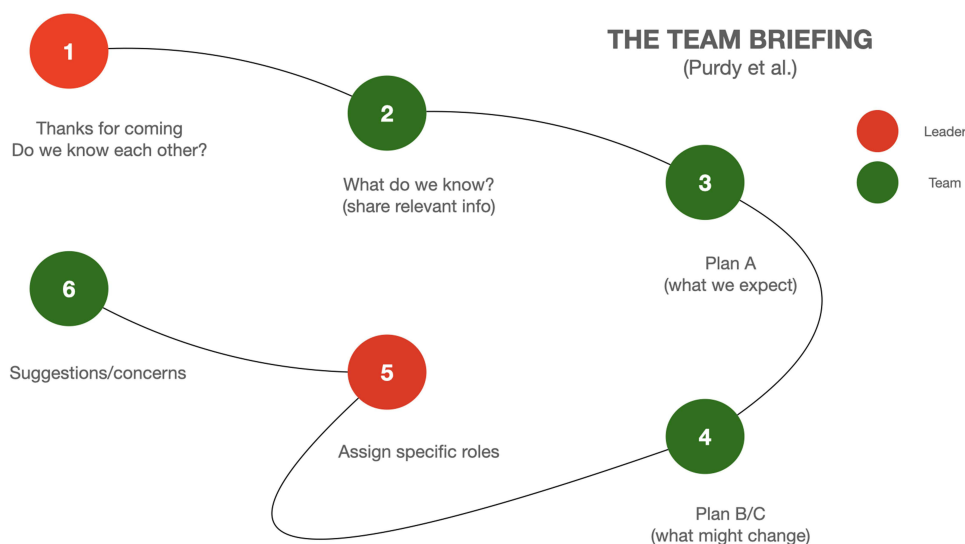 THE TEAM BRIEFING
(Purdy et al.)
Leader
Team
1
Thanks for coming
Do we know each other?
2
What do we know?
(share relevant info)
3
Plan A
(what we expect)
4
Plan B/C
(what might change)
5
Assign specific roles
6
Suggestions/concerns